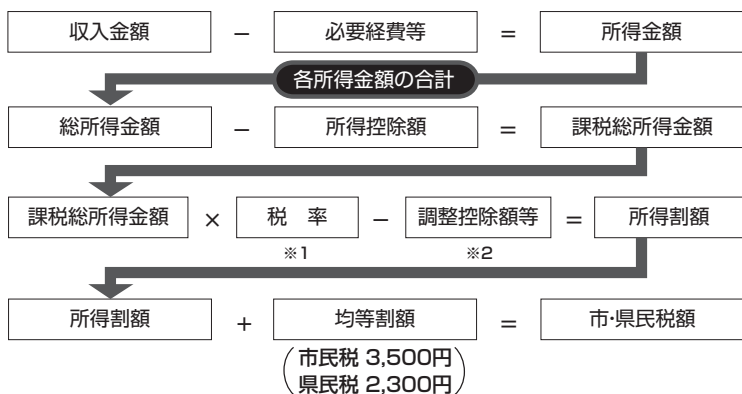 収入金額 − 必要経費等 = 所得金額
各所得金額の合計
総所得金額 − 所得控除額 = 課税総所得金額
課税総所得金額 × 税 率 − 調整控除額等 = 所得割額
※1 ※2
所得割額 + 均等割額 = 市・県民税額
(市民税 3,500円
県民税 2,300円)